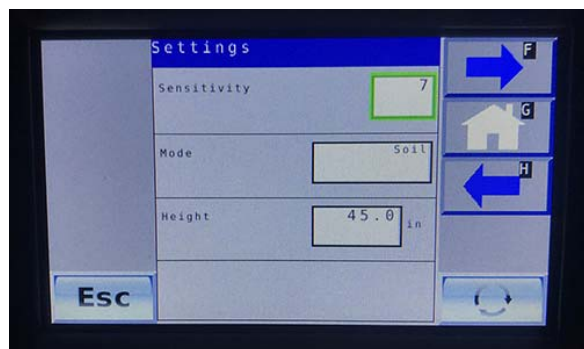 Settings
F
Sensitivity 7
G
Mode Soil
H
Height 45.0 in
Esc